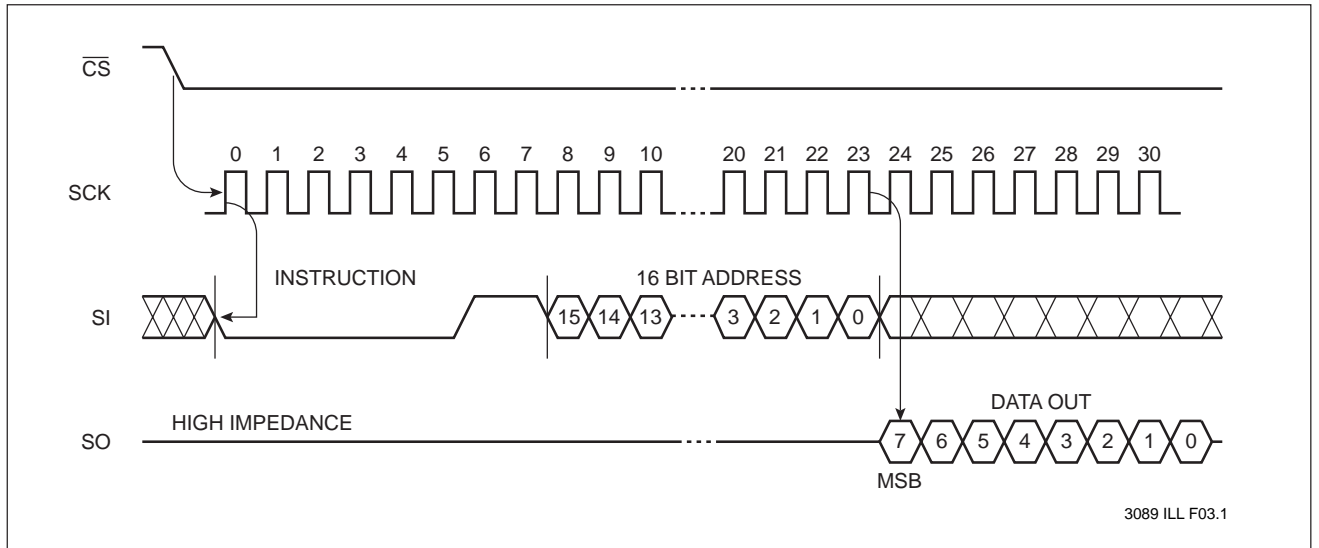 CS
0 1 2 3 4 5 6 7 8 9 10 20 21 22 23 24 25 26 27 28 29 30
SCK
INSTRUCTION 16 BIT ADDRESS
SI 15 14 13 3 2 1 0
HIGH IMPEDANCE DATA OUT
SO 7 6 5 4 3 2 1 0
MSB
3089 ILL F03.1